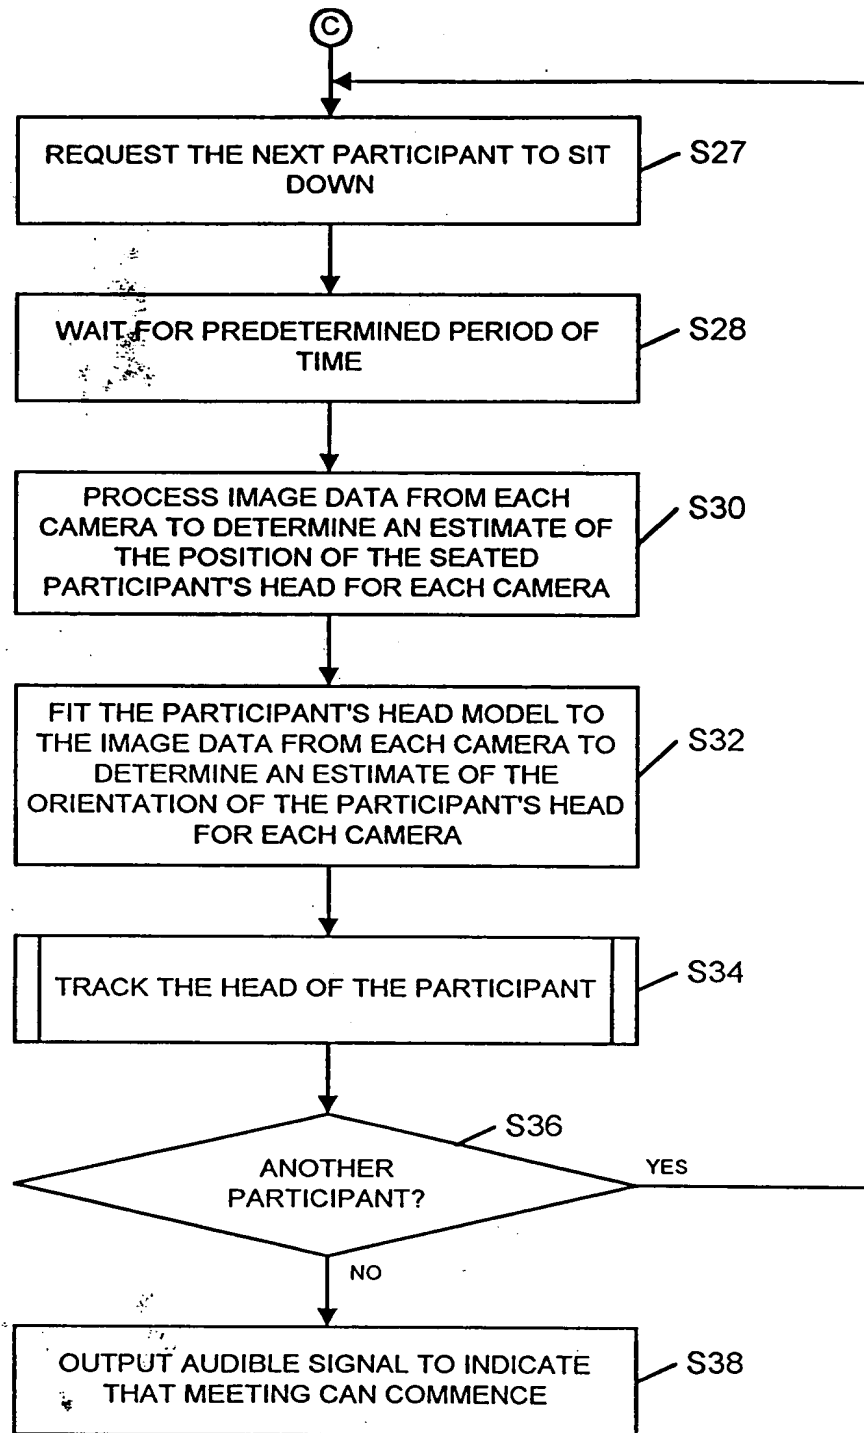 C
REQUEST THE NEXT PARTICIPANT TO SIT
DOWN
S27
WAIT FOR PREDETERMINED PERIOD OF
TIME
S28
PROCESS IMAGE DATA FROM EACH
CAMERA TO DETERMINE AN ESTIMATE OF
THE POSITION OF THE SEATED
PARTICIPANT'S HEAD FOR EACH CAMERA
S30
FIT THE PARTICIPANT'S HEAD MODEL TO
THE IMAGE DATA FROM EACH CAMERA TO
DETERMINE AN ESTIMATE OF THE
ORIENTATION OF THE PARTICIPANT'S HEAD
FOR EACH CAMERA
S32
TRACK THE HEAD OF THE PARTICIPANT
S34
S36
ANOTHER
PARTICIPANT?
YES
NO
OUTPUT AUDIBLE SIGNAL TO INDICATE
THAT MEETING CAN COMMENCE
S38